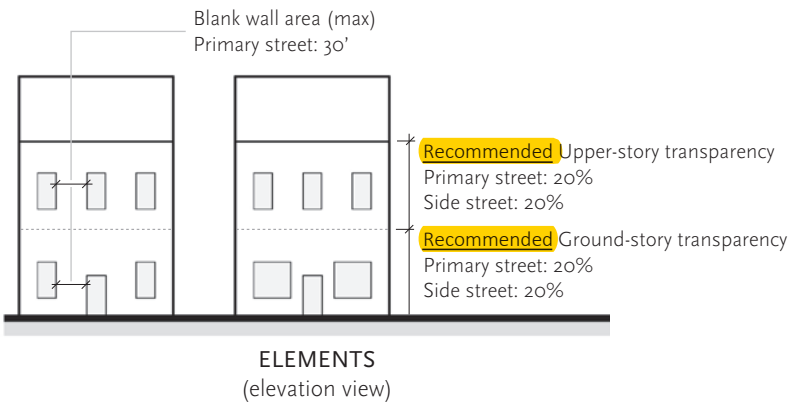 Blank wall area (max)
Primary street: 30’
Recommended Upper-story transparency
Primary street: 20%
Side street: 20%
Recommended Ground-story transparency
Primary street: 20%
Side street: 20%
ELEMENTS
(elevation view)